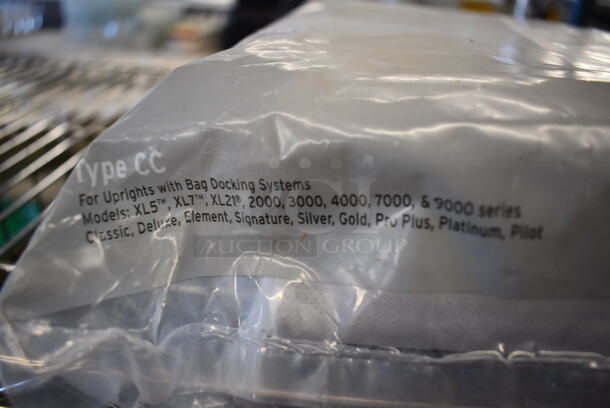 Type CC
For Uprights with Bag Docking Systems
Models: XL5™, XL7™, XL21®, 2000, 3000, 4000, 7000, & 9000 series
Classic, Deluxe, Element, Signature, Silver, Gold, Pro Plus, Platinum, Pilot
AUCTION GROUP